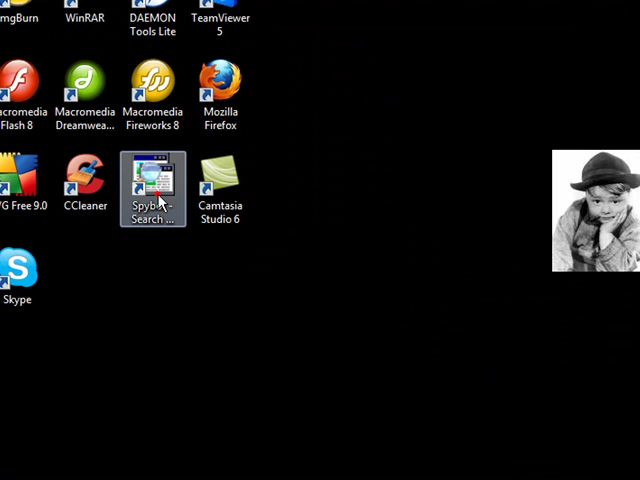 mgBurn WinRAR DAEMON TeamViewer
Tools Lite 5
acromedia Macromedia Macromedia Mozilla
Flash 8 Dreamwea... Fireworks 8 Firefox
G Free 9.0 CCleaner Camtasia
Search ... Studio 6
Skype